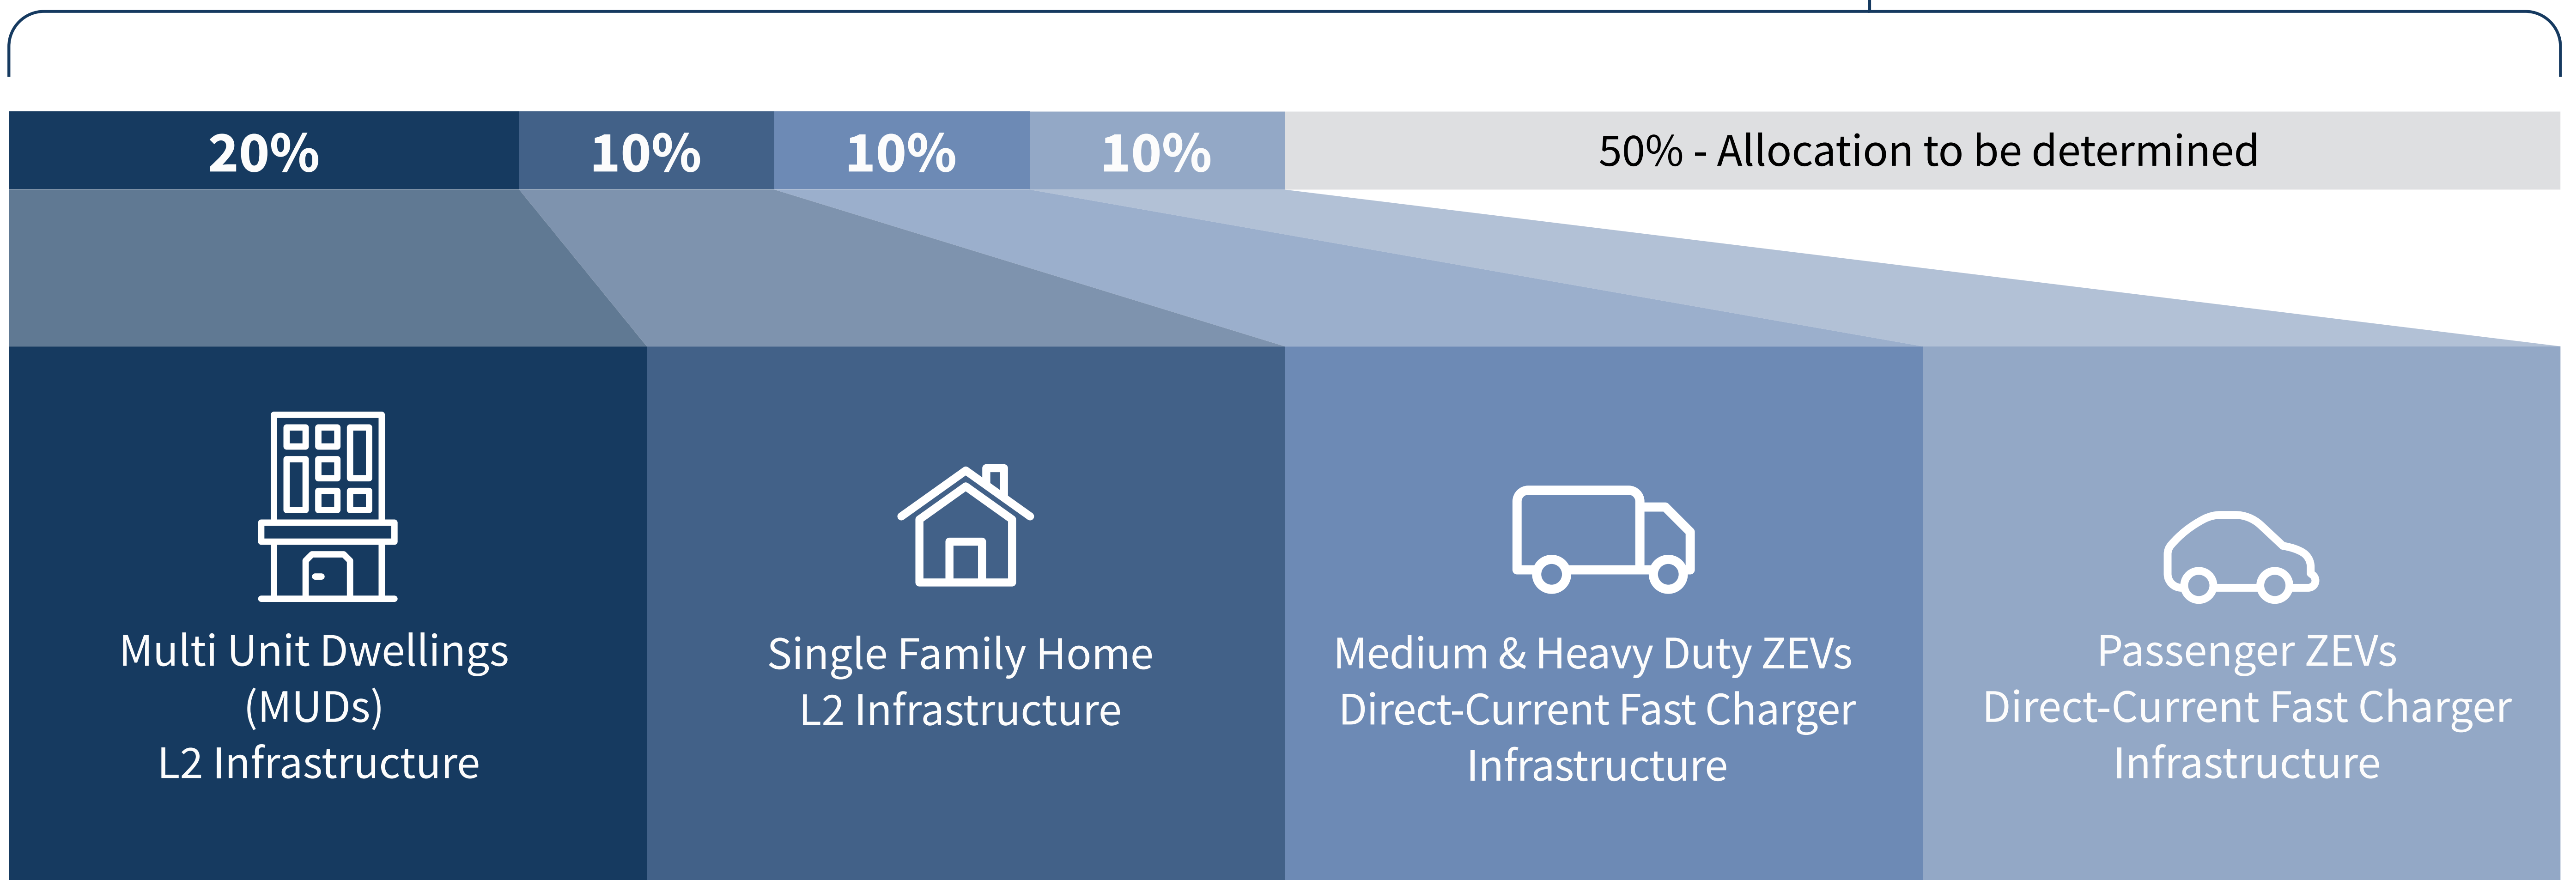 20%
10%
10%
10%
50% - Allocation to be determined
Multi Unit Dwellings
(MUDs)
L2 Infrastructure
Single Family Home
L2 Infrastructure
Medium & Heavy Duty ZEVs
Direct-Current Fast Charger
Infrastructure
Passenger ZEVs
Direct-Current Fast Charger
Infrastructure